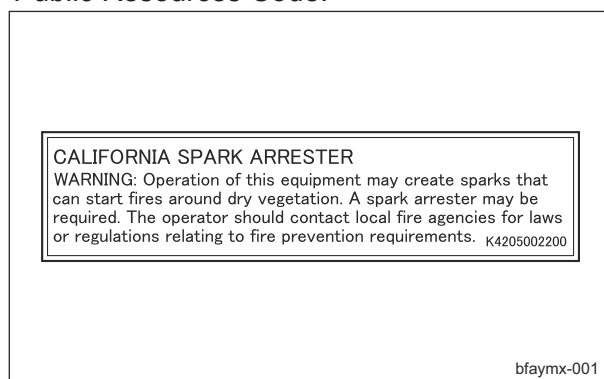 Public Resources Code.
CALIFORNIA SPARK ARRESTER
WARNING: Operation of this equipment may create sparks that
can start fires around dry vegetation. A spark arrester may be
required. The operator should contact local fire agencies for laws
or regulations relating to fire prevention requirements. K4205002200
bfaymx-001